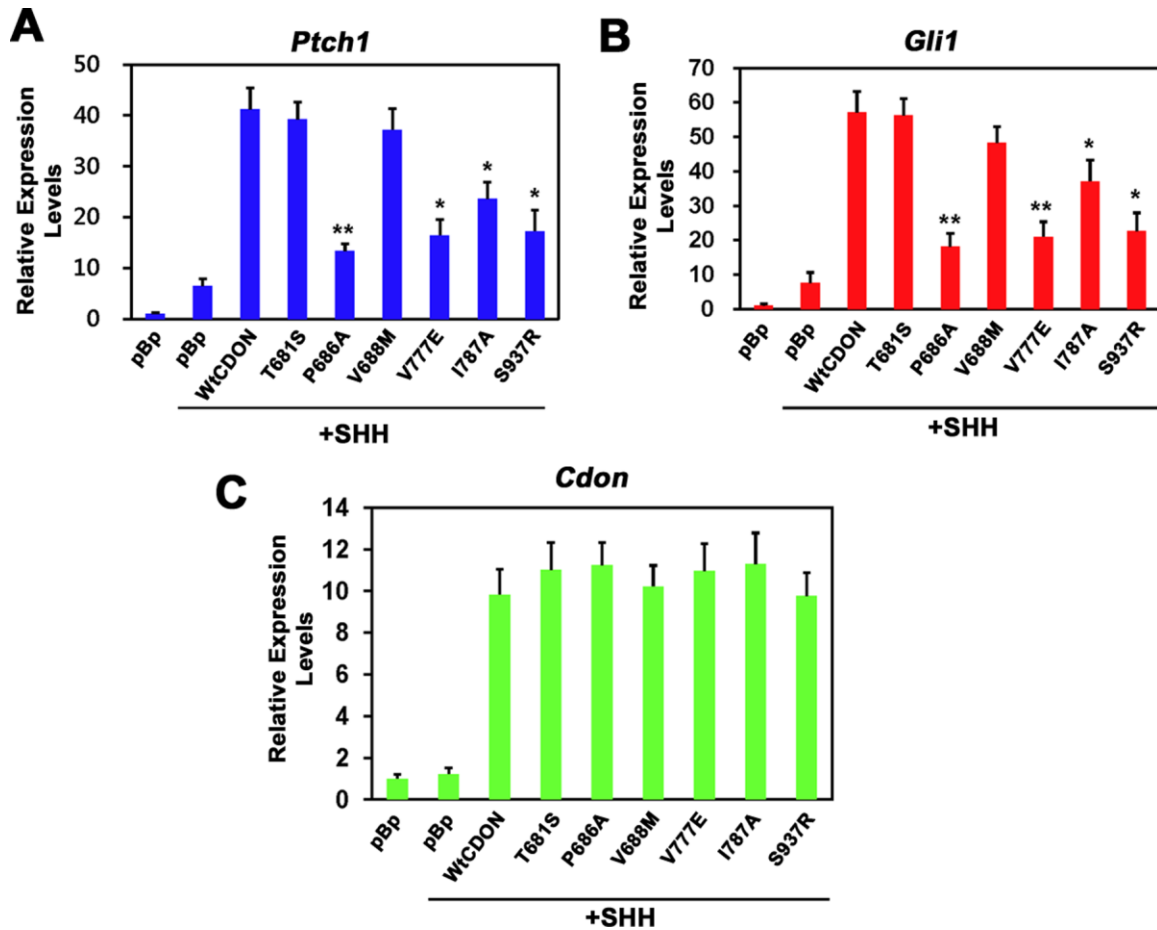 A
Ptch1
Relative Expression
Levels
50
40
30
20
10
0
**
*
*
*
pBp
pBp
WtCDON
T681S
P686A
V688M
V777E
I787A
S937R
+SHH
B
Gli1
Relative Expression
Levels
70
60
50
40
30
20
10
0
**
**
*
*
pBp
pBp
WtCDON
T681S
P686A
V688M
V777E
I787A
S937R
+SHH
C
Cdon
Relative Expression
Levels
14
12
10
8
6
4
2
0
pBp
pBp
WtCDON
T681S
P686A
V688M
V777E
I787A
S937R
+SHH